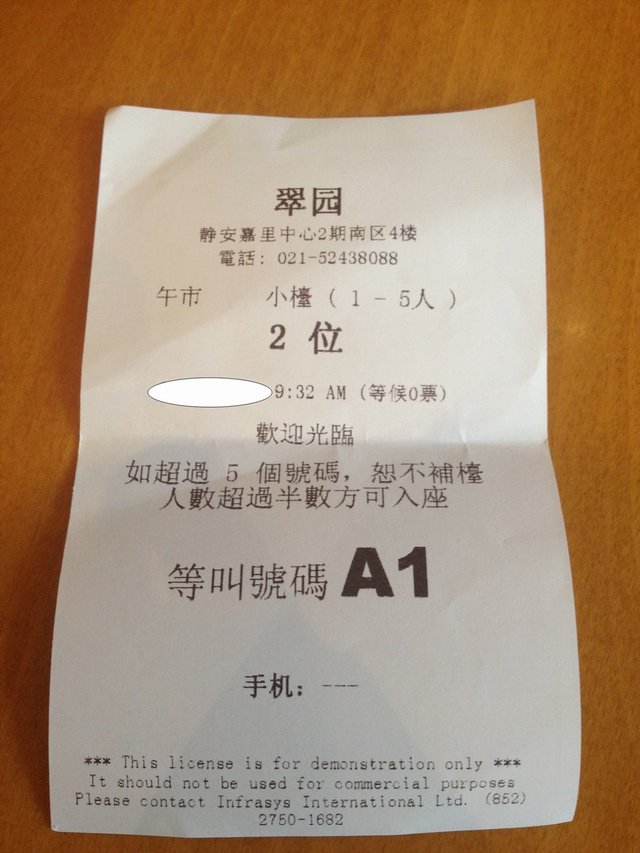 翠园
静安嘉里中心2期南区4楼
電話: 021-52438088
午市 小檯 ( 1 - 5人 )
2 位
9:32 AM (等候0票)
歡迎光臨
如超過 5 個號碼, 恕不補檯
人數超過半數方可入座
等叫號碼 A1
手机: ---
*** This license is for demonstration only ***
It should not be used for commercial purposes
Please contact Infrasys International Ltd. (852)
2750-1682